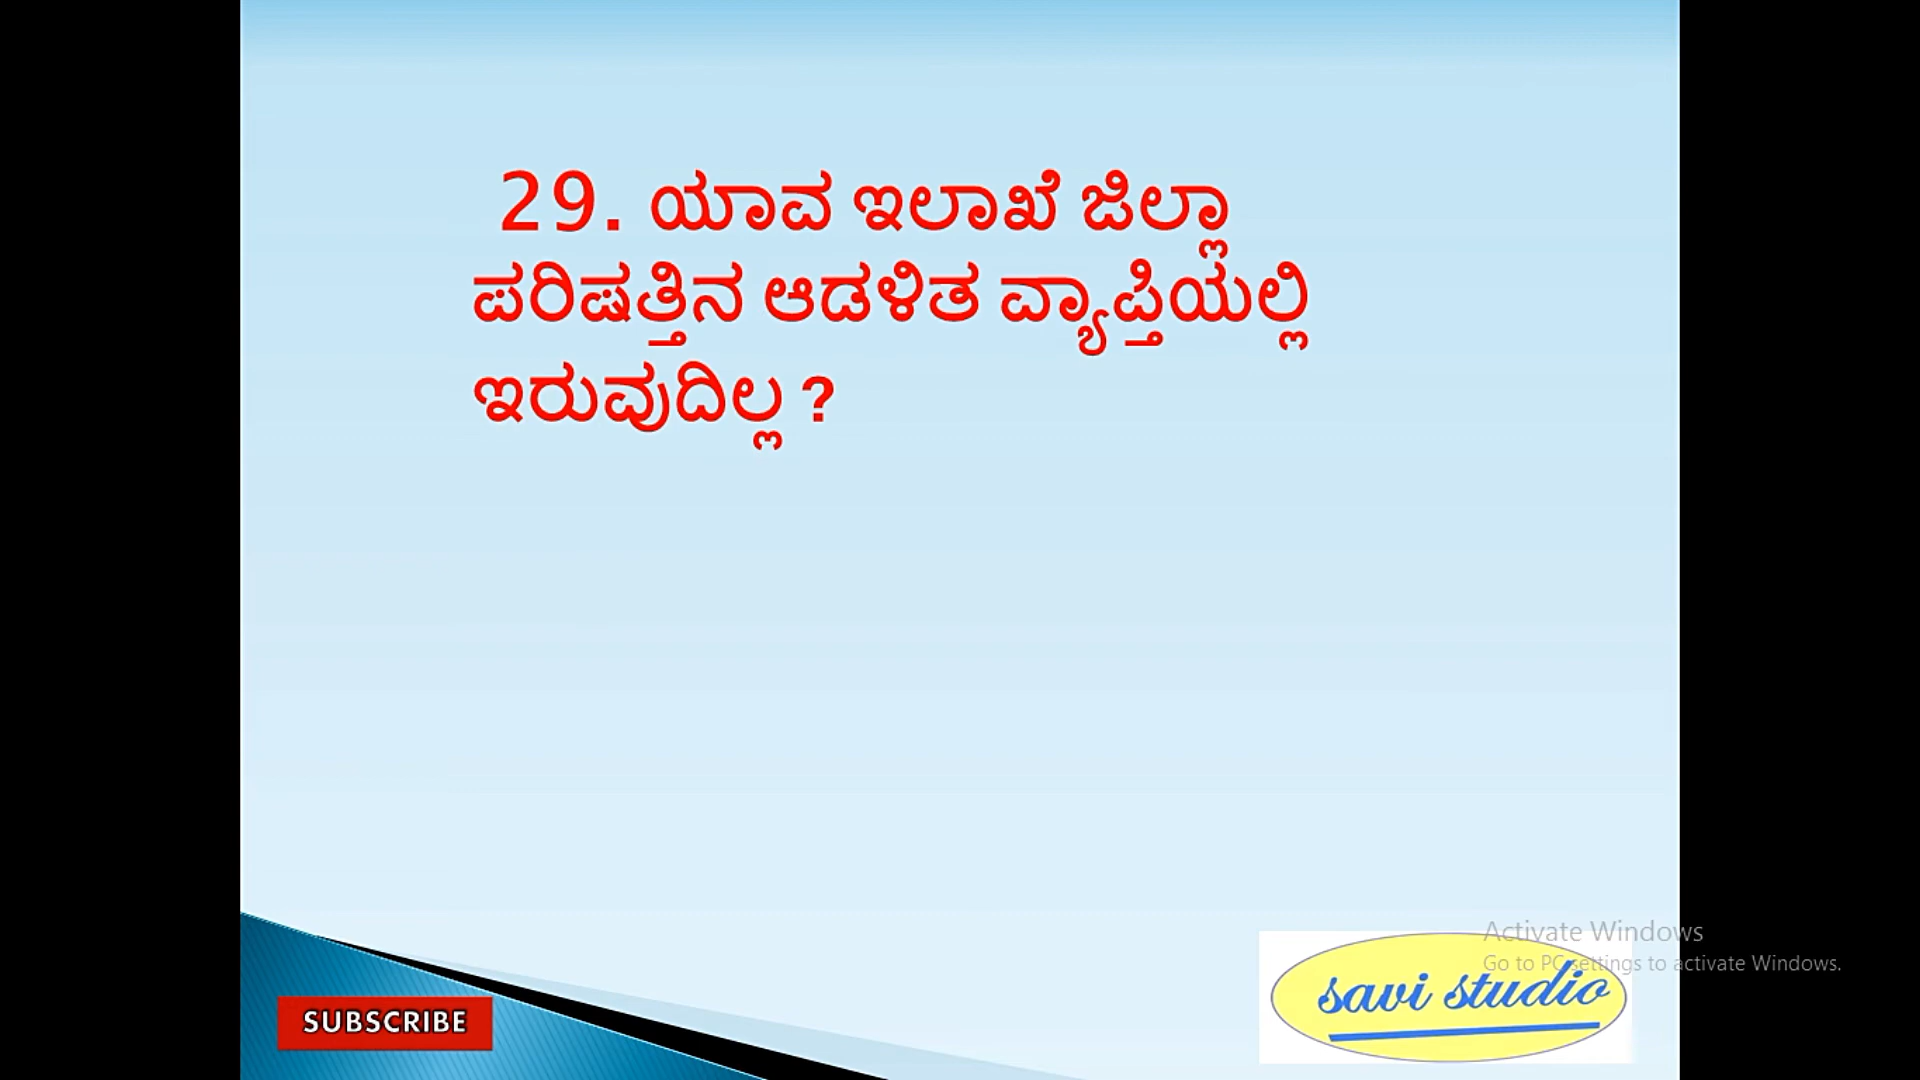 29. ಯಾವ ಇಲಾಖೆ ಜಿಲ್ಲಾ
ಪರಿಷತ್ತಿನ ಆಡಳಿತ ವ್ಯಾಪ್ತಿಯಲ್ಲಿ
ಇರುವುದಿಲ್ಲ ?
Activate Windows
Go to PC settings to activate Windows.
savi studio
SUBSCRIBE